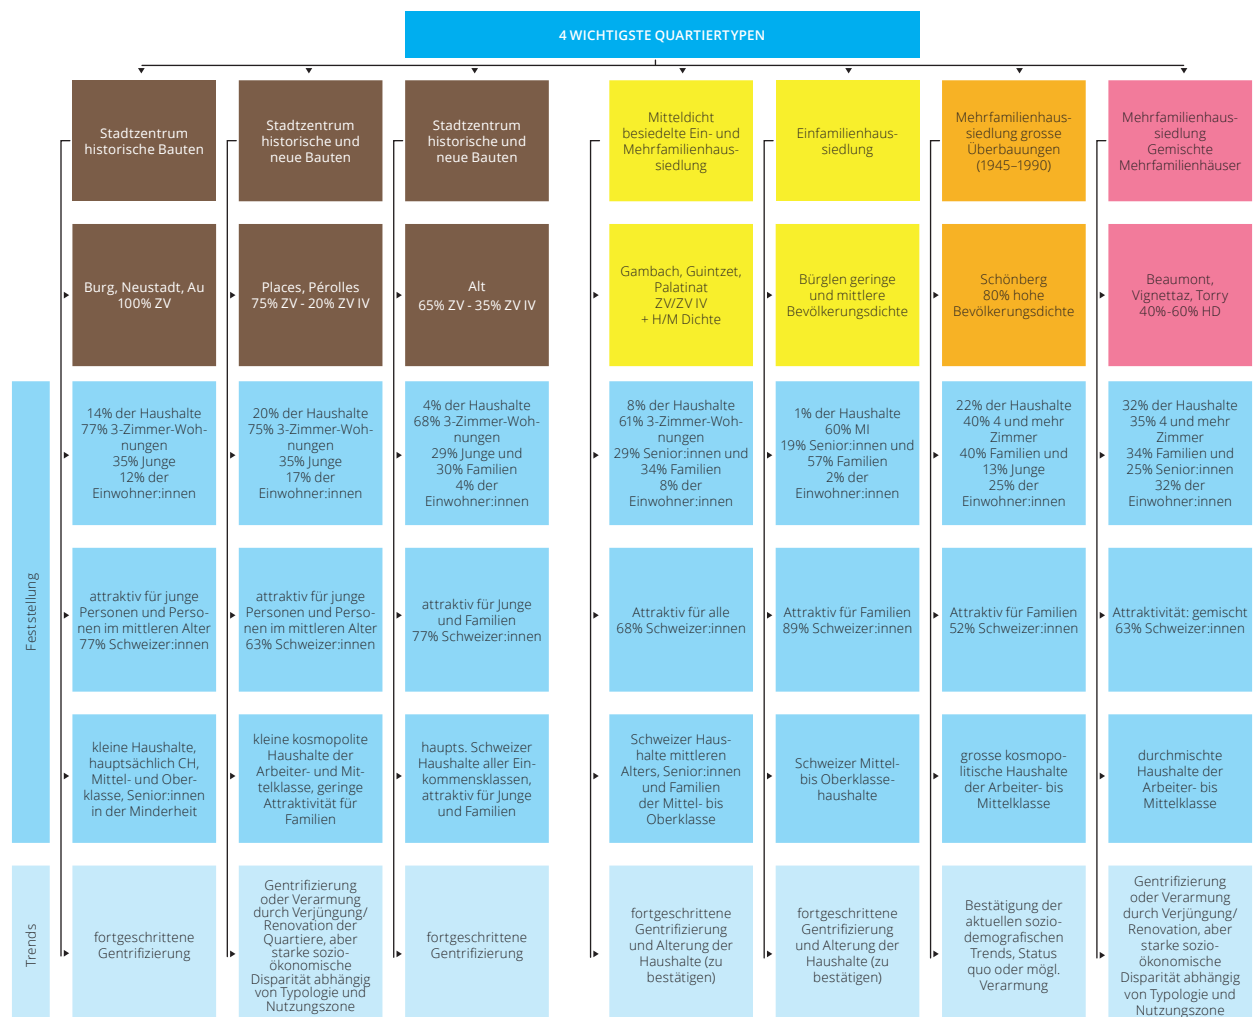 4 WICHTIGSTE QUARTIERTYPEN
Stadtzentrum
historische Bauten
Stadtzentrum
historische und
neue Bauten
Stadtzentrum
historische und
neue Bauten
Mitteldicht
besiedelte Ein- und
Mehrfamilienhaus-
siedlung
Einfamilienhaus-
siedlung
Mehrfamilienhaus-
siedlung grosse
Überbauungen
(1945–1990)
Mehrfamilienhaus-
siedlung
Gemischte
Mehrfamilienhäuser
Burg, Neustadt, Au
100% ZV
Places, Pérolles
75% ZV - 20% ZV IV
Alt
65% ZV - 35% ZV IV
Gambach, Guintzet,
Palatinat
ZV/ZV IV
+ H/M Dichte
Bürglen geringe
und mittlere
Bevölkerungsdichte
Schönberg
80% hohe
Bevölkerungsdichte
Beaumont,
Vignettaz, Torry
40%-60% HD
Feststellung
14% der Haushalte
77% 3-Zimmer-Woh-
nungen
35% Junge
12% der
Einwohner:innen
20% der Haushalte
75% 3-Zimmer-Woh-
nungen
35% Junge
17% der
Einwohner:innen
4% der Haushalte
68% 3-Zimmer-Woh-
nungen
29% Junge und
30% Familien
4% der
Einwohner:innen
8% der Haushalte
61% 3-Zimmer-Woh-
nungen
29% Senior:innen und
34% Familien
8% der
Einwohner:innen
1% der Haushalte
60% MI
19% Senior:innen und
57% Familien
2% der
Einwohner:innen
22% der Haushalte
40% 4 und mehr
Zimmer
40% Familien und
13% Junge
25% der
Einwohner:innen
32% der Haushalte
35% 4 und mehr
Zimmer
34% Familien und
25% Senior:innen
32% der
Einwohner:innen
attraktiv für junge
Personen und Perso-
nen im mittleren Alter
77% Schweizer:innen
attraktiv für junge
Personen und Perso-
nen im mittleren Alter
63% Schweizer:innen
attraktiv für Junge
und Familien
77% Schweizer:innen
Attraktiv für alle
68% Schweizer:innen
Attraktiv für Familien
89% Schweizer:innen
Attraktiv für Familien
52% Schweizer:innen
Attraktivität: gemischt
63% Schweizer:innen
kleine Haushalte,
hauptsächlich CH,
Mittel- und Ober-
klasse, Senior:innen
in der Minderheit
kleine kosmopolite
Haushalte der
Arbeiter- und Mit-
telklasse, geringe
Attraktivität für
Familien
haupts. Schweizer
Haushalte aller Ein-
kommensklassen,
attraktiv für Junge
und Familien
Schweizer Haus-
halte mittleren
Alters, Senior:innen
und Familien
der Mittel- bis
Oberklasse
Schweizer Mittel-
bis Oberklasse-
haushalte
grosse kosmopo-
litische Haushalte
der Arbeiter- bis
Mittelklasse
durchmischte
Haushalte der
Arbeiter- bis
Mittelklasse
Trends
fortgeschrittene
Gentrifizierung
Gentrifizierung
oder Verarmung
durch Verjüngung/
Renovation der
Quartiere, aber
starke sozio-
ökonomische
Disparität abhängig
von Typologie und
Nutzungszone
fortgeschrittene
Gentrifizierung
fortgeschrittene
Gentrifizierung
und Alterung der
Haushalte (zu
bestätigen)
fortgeschrittene
Gentrifizierung
und Alterung der
Haushalte (zu
bestätigen)
Bestätigung der
aktuellen sozio-
demografischen
Trends, Status
quo oder mögl.
Verarmung
Gentrifizierung
oder Verarmung
durch Verjüngung/
Renovation, aber
starke sozio-
ökonomische
Disparität abhängig
von Typologie und
Nutzungszone